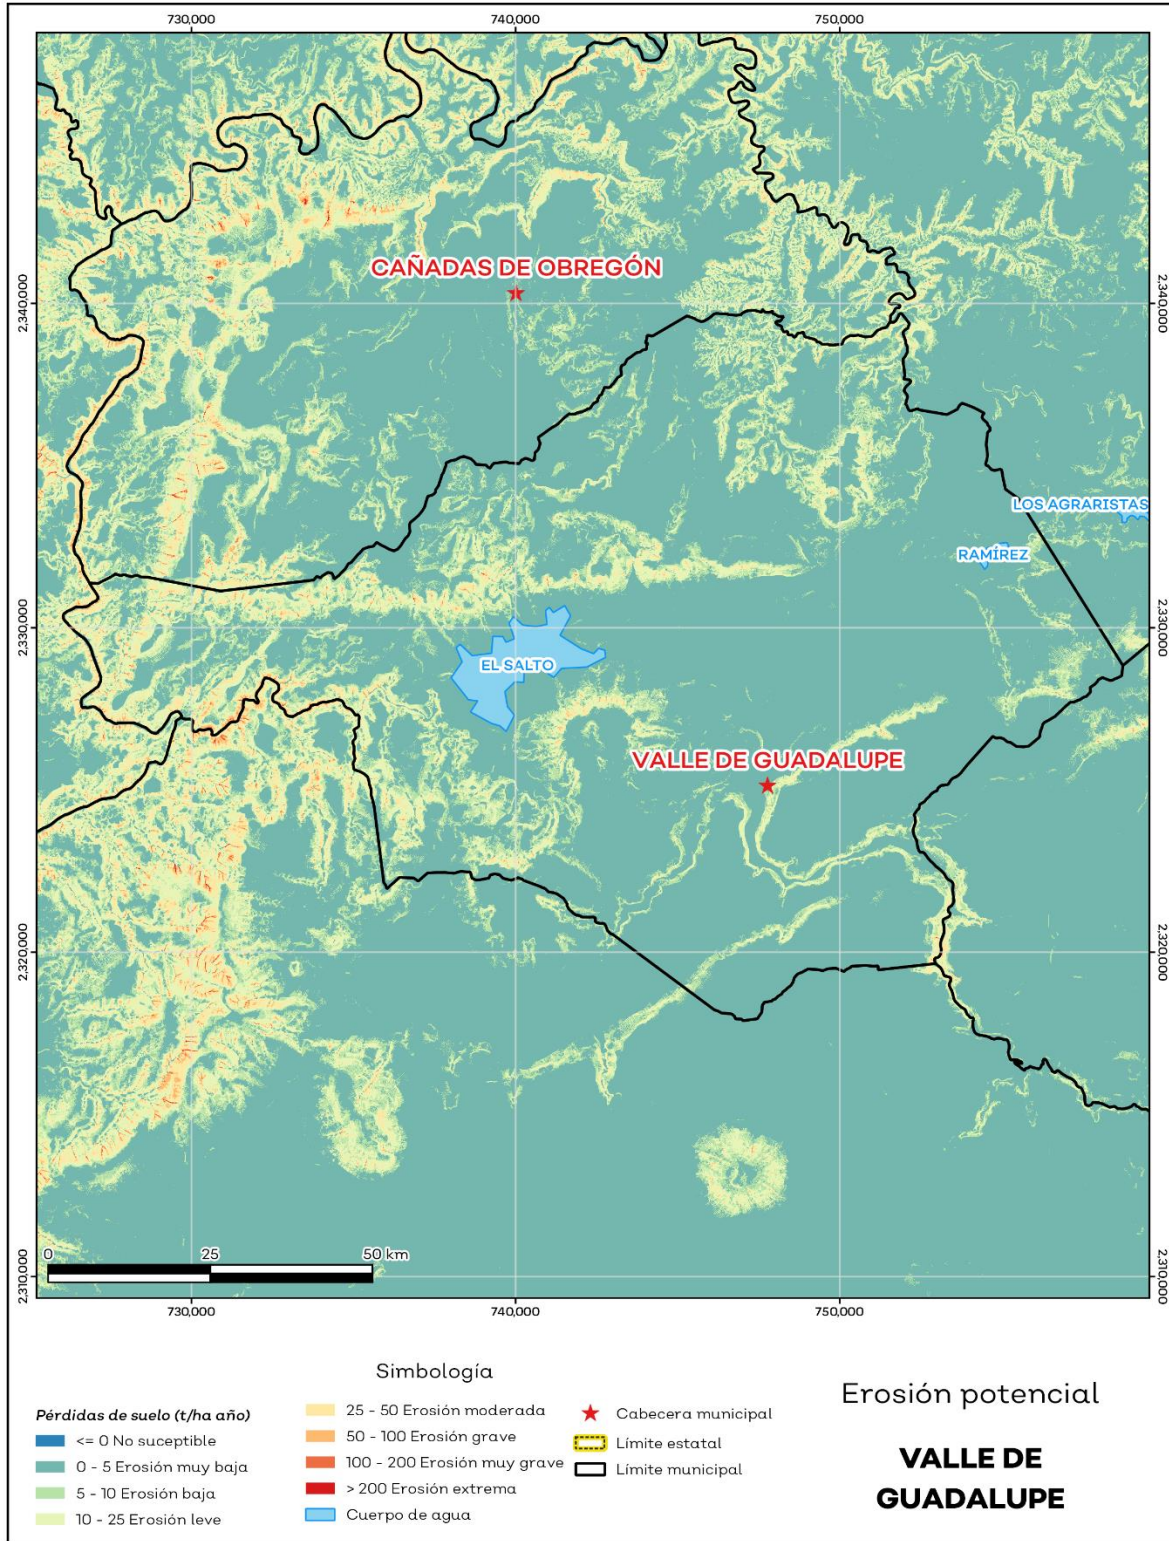 730,000
740,000
750,000
CAÑADAS DE OBREGÓN
2,340,000
2,340,000
LOS AGRARISTAS
RAMÍREZ
2,330,000
2,330,000
EL SALTO
VALLE DE GUADALUPE
2,320,000
2,320,000
0
25
50 km
2,310,000
2,310,000
730,000
740,000
750,000
Simbología
Pérdidas de suelo (t/ha año)
<= 0 No suceptible
0 - 5 Erosión muy baja
5 - 10 Erosión baja
10 - 25 Erosión leve
25 - 50 Erosión moderada
50 - 100 Erosión grave
100 - 200 Erosión muy grave
> 200 Erosión extrema
Cuerpo de agua
Cabecera municipal
Límite estatal
Límite municipal
Erosión potencial
VALLE DE
GUADALUPE